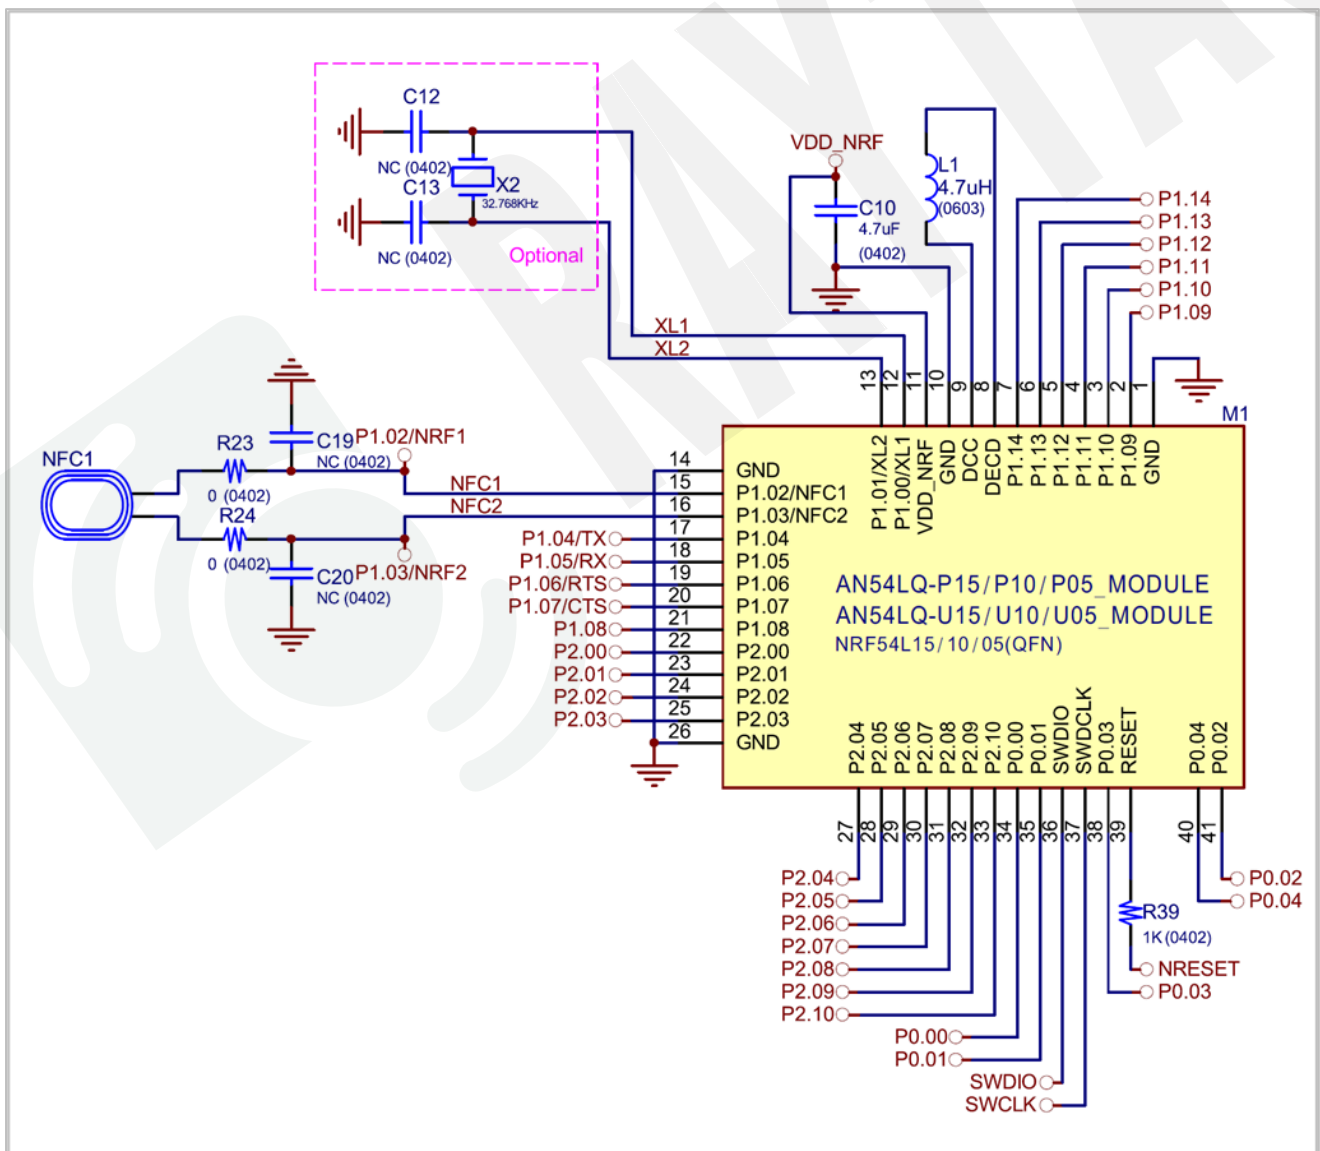 C12
NC (0402)
C13
X2
32.768KHz
NC (0402)
Optional
VDD_NRF
C10
4.7uF
(0402)
L1
4.7uH
(0603)
P1.14
P1.13
P1.12
P1.11
P1.10
P1.09
XL1
XL2
13
12
11
10
9
8
7
6
5
4
3
2
1
M1
P1.01/XL2
P1.00/XL1
VDD_NRF
GND
DCC
DECD
P1.14
P1.13
P1.12
P1.11
P1.10
P1.09
GND
NFC1
R23
0 (0402)
R24
0 (0402)
C19
NC (0402)
P1.02/NRF1
C20
NC (0402)
P1.03/NRF2
NFC1
NFC2
P1.04/TX
P1.05/RX
P1.06/RTS
P1.07/CTS
P1.08
P2.00
P2.01
P2.02
P2.03
14 GND
15 P1.02/NFC1
16 P1.03/NFC2
17 P1.04
18 P1.05
19 P1.06
20 P1.07
21 P1.08
22 P2.00
23 P2.01
24 P2.02
25 P2.03
26 GND
AN54LQ-P15/P10/P05_MODULE
AN54LQ-U15/U10/U05_MODULE
NRF54L15/10/05(QFN)
P2.04
P2.05
P2.06
P2.07
P2.08
P2.09
P2.10
P0.00
P0.01
SWDIO
SWDCLK
P0.03
RESET
P0.04
P0.02
27
28
29
30
31
32
33
34
35
36
37
38
39
40
41
P2.04
P2.05
P2.06
P2.07
P2.08
P2.09
P2.10
P0.00
P0.01
SWDIO
SWCLK
R39
1K (0402)
NRESET
P0.03
P0.02
P0.04
RAYTAC